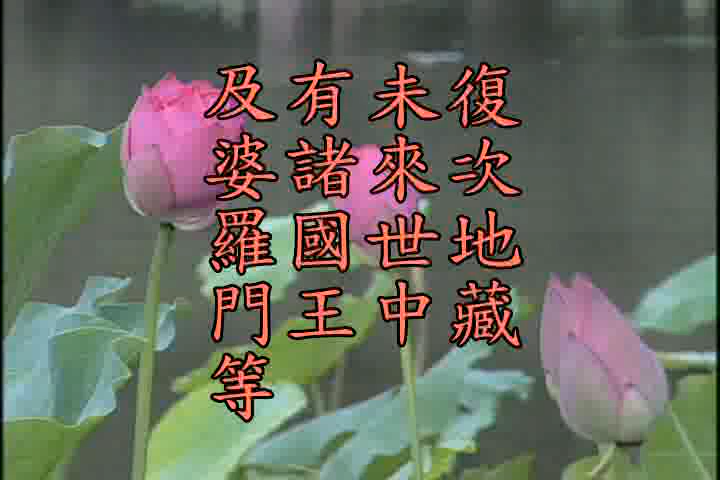 復次地藏
未來世中
有諸國王
及婆羅門等